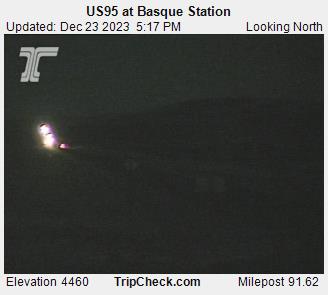 US95 at Basque Station
Updated: Dec 23 2023 5:17 PM Looking North
Elevation 4460 TripCheck.com Milepost 91.62